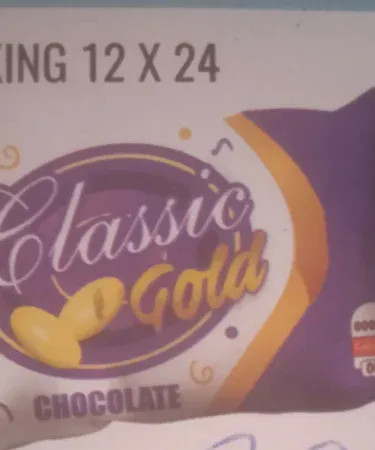 KING 12 X 24
Classic
Gold
CHOCOLATE